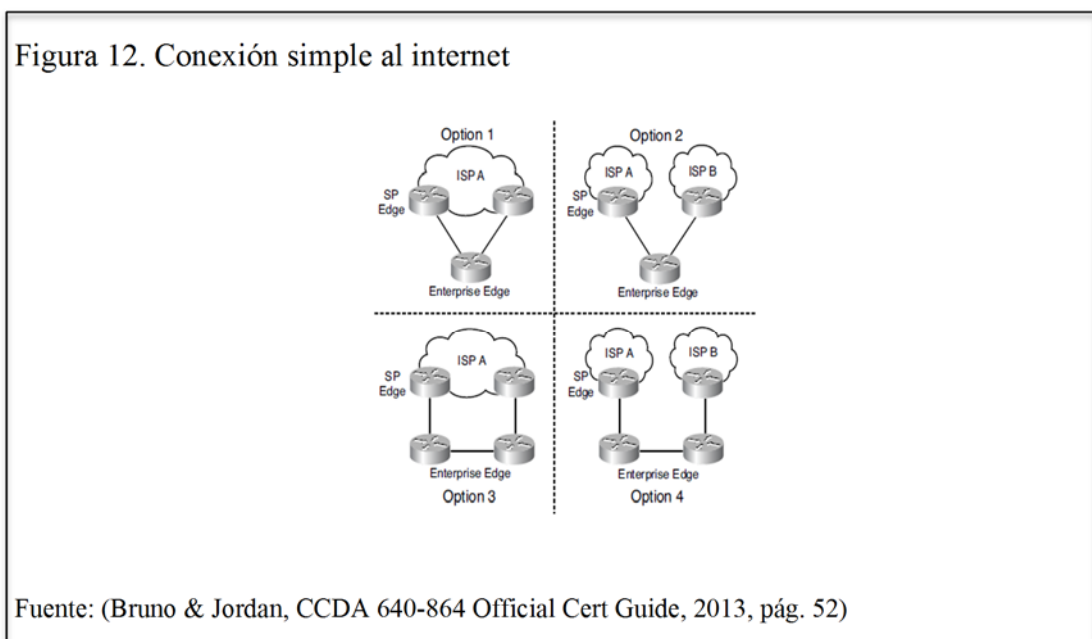 Figura 12. Conexión simple al internet
Option 1
ISP A
SP
Edge
Enterprise Edge
Option 2
ISP A
ISP B
SP
Edge
Enterprise Edge
ISP A
SP
Edge
Enterprise Edge
Option 3
ISP A
ISP B
SP
Edge
Enterprise Edge
Option 4
Fuente: (Bruno & Jordan, CCDA 640-864 Official Cert Guide, 2013, pág. 52)